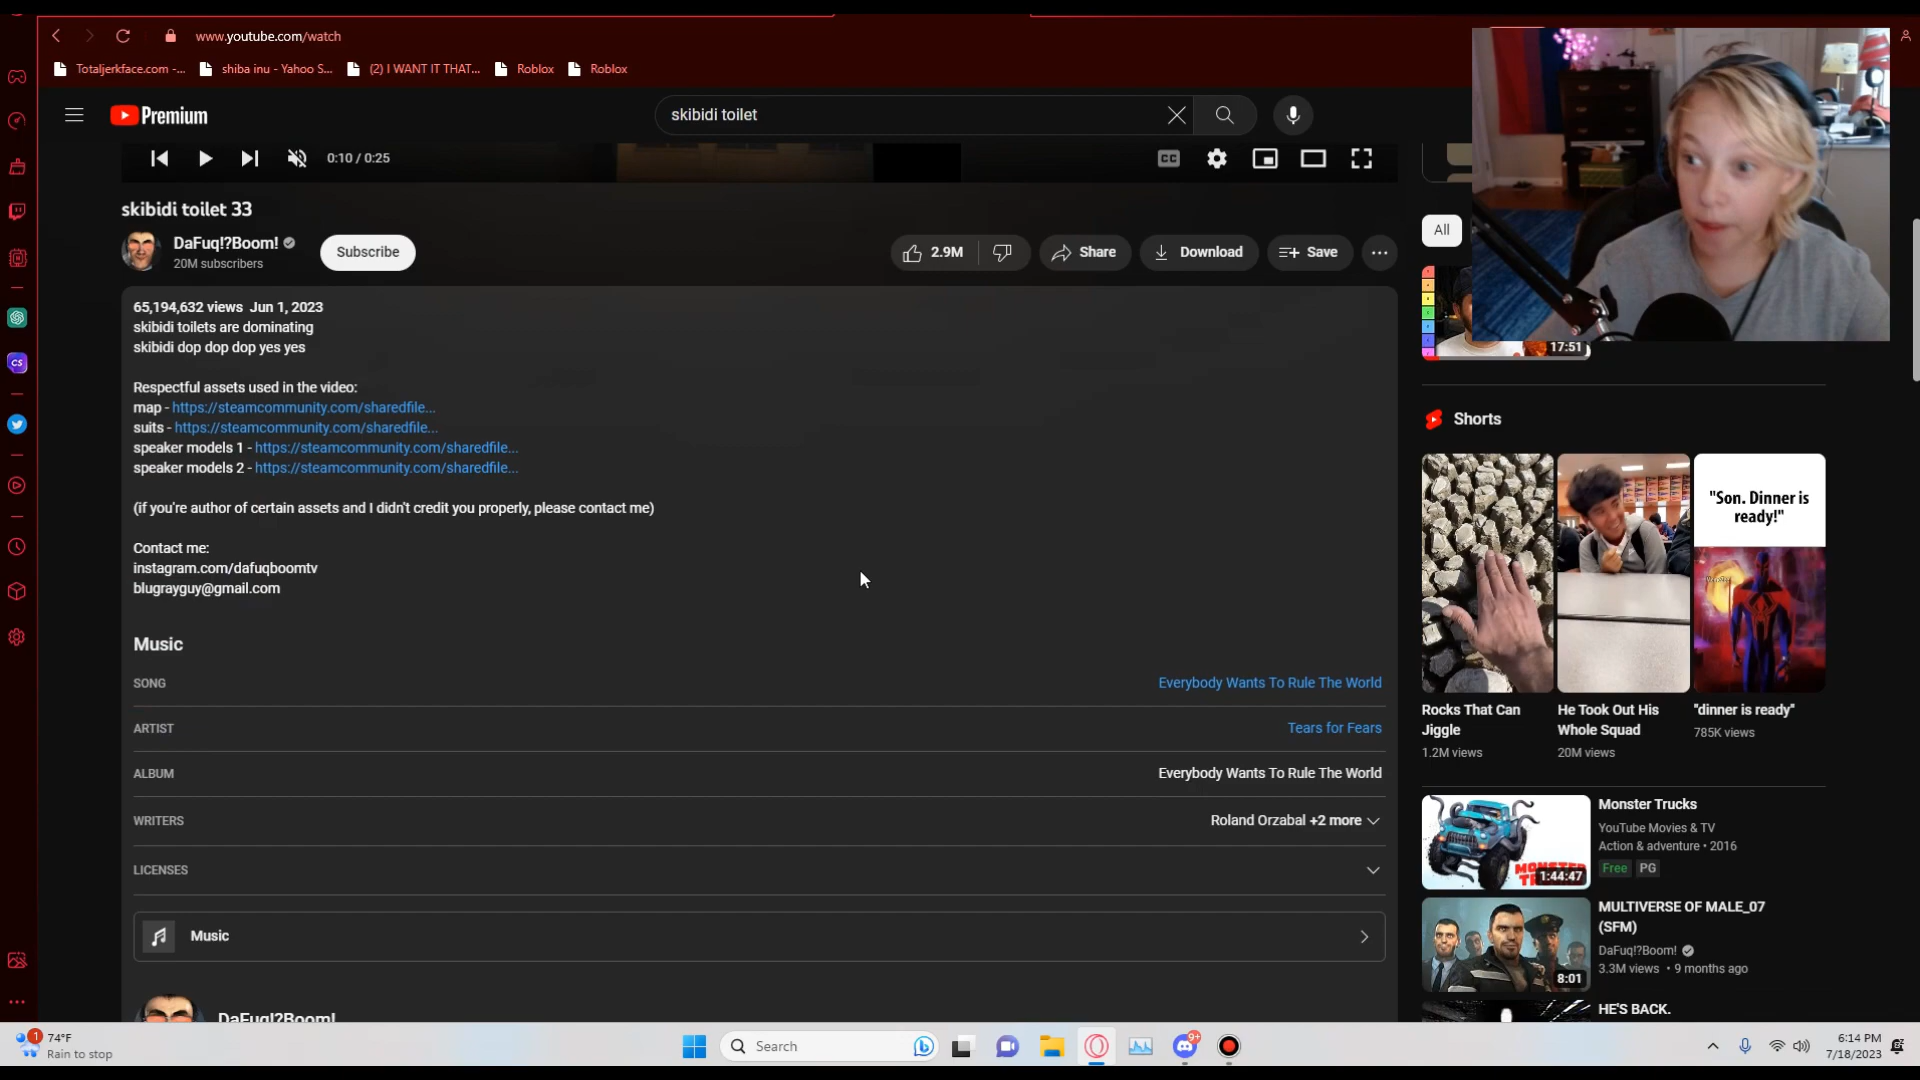 www.youtube.com/watch
Totaljerkface.com -...
shiba inu - Yahoo S...
(2) I WANT IT THAT...
Roblox
Roblox
Premium
skibidi toilet
0:10 / 0:25
CC
skibidi toilet 33
DaFuq!?Boom!
20M subscribers
Subscribe
2.9M
Share
Download
Save
All
65,194,632 views Jun 1, 2023
skibidi toilets are dominating
skibidi dop dop dop yes yes
Respectful assets used in the video:
map - https://steamcommunity.com/sharedfile...
suits - https://steamcommunity.com/sharedfile...
speaker models 1 - https://steamcommunity.com/sharedfile...
speaker models 2 - https://steamcommunity.com/sharedfile...
(if you're author of certain assets and I didn't credit you properly, please contact me)
Contact me:
instagram.com/dafuqboomtv
blugrayguy@gmail.com
Music
SONG
Everybody Wants To Rule The World
ARTIST
Tears for Fears
ALBUM
Everybody Wants To Rule The World
WRITERS
Roland Orzabal +2 more
LICENSES
Music
DaFuq!?Boom!
17:51
Shorts
"Son. Dinner is
ready!"
Rocks That Can
Jiggle
1.2M views
He Took Out His
Whole Squad
20M views
"dinner is ready"
785K views
1:44:47
Monster Trucks
YouTube Movies & TV
Action & adventure • 2016
Free
PG
8:01
MULTIVERSE OF MALE_07
(SFM)
DaFuq!?Boom!
3.3M views • 9 months ago
HE'S BACK.
CS
1
74°F
Rain to stop
Search
9+
6:14 PM
7/18/2023